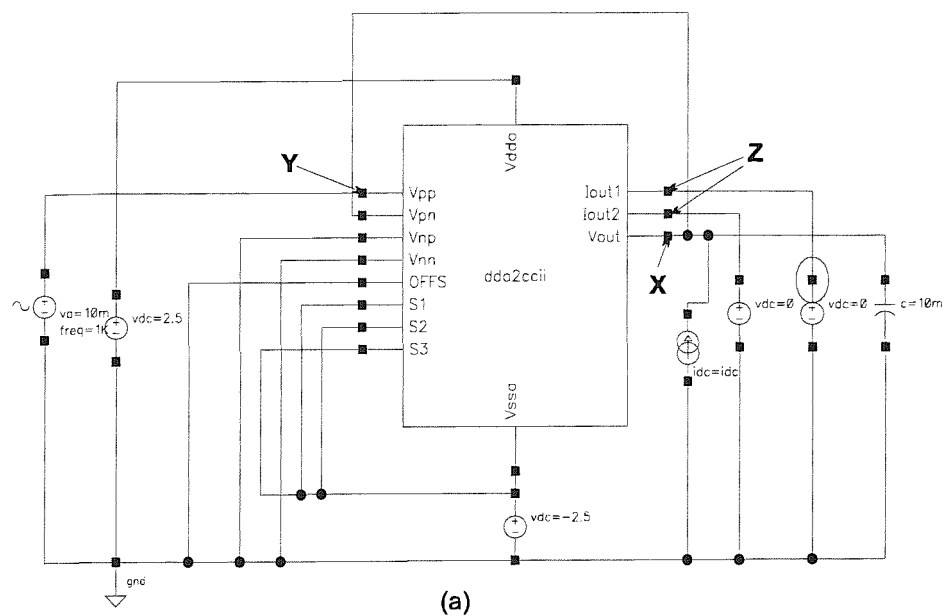 Y
Z
X
Vdda
Vssa
Vpp
Vpn
Vnp
Vnn
OFFS
S1
S2
S3
dda2ccii
Iout1
Iout2
Vout
va=10m
freq=1K
vdc=2.5
idc=idc
vdc=0
vdc=0
c=10m
vdc=-2.5
gnd
(a)